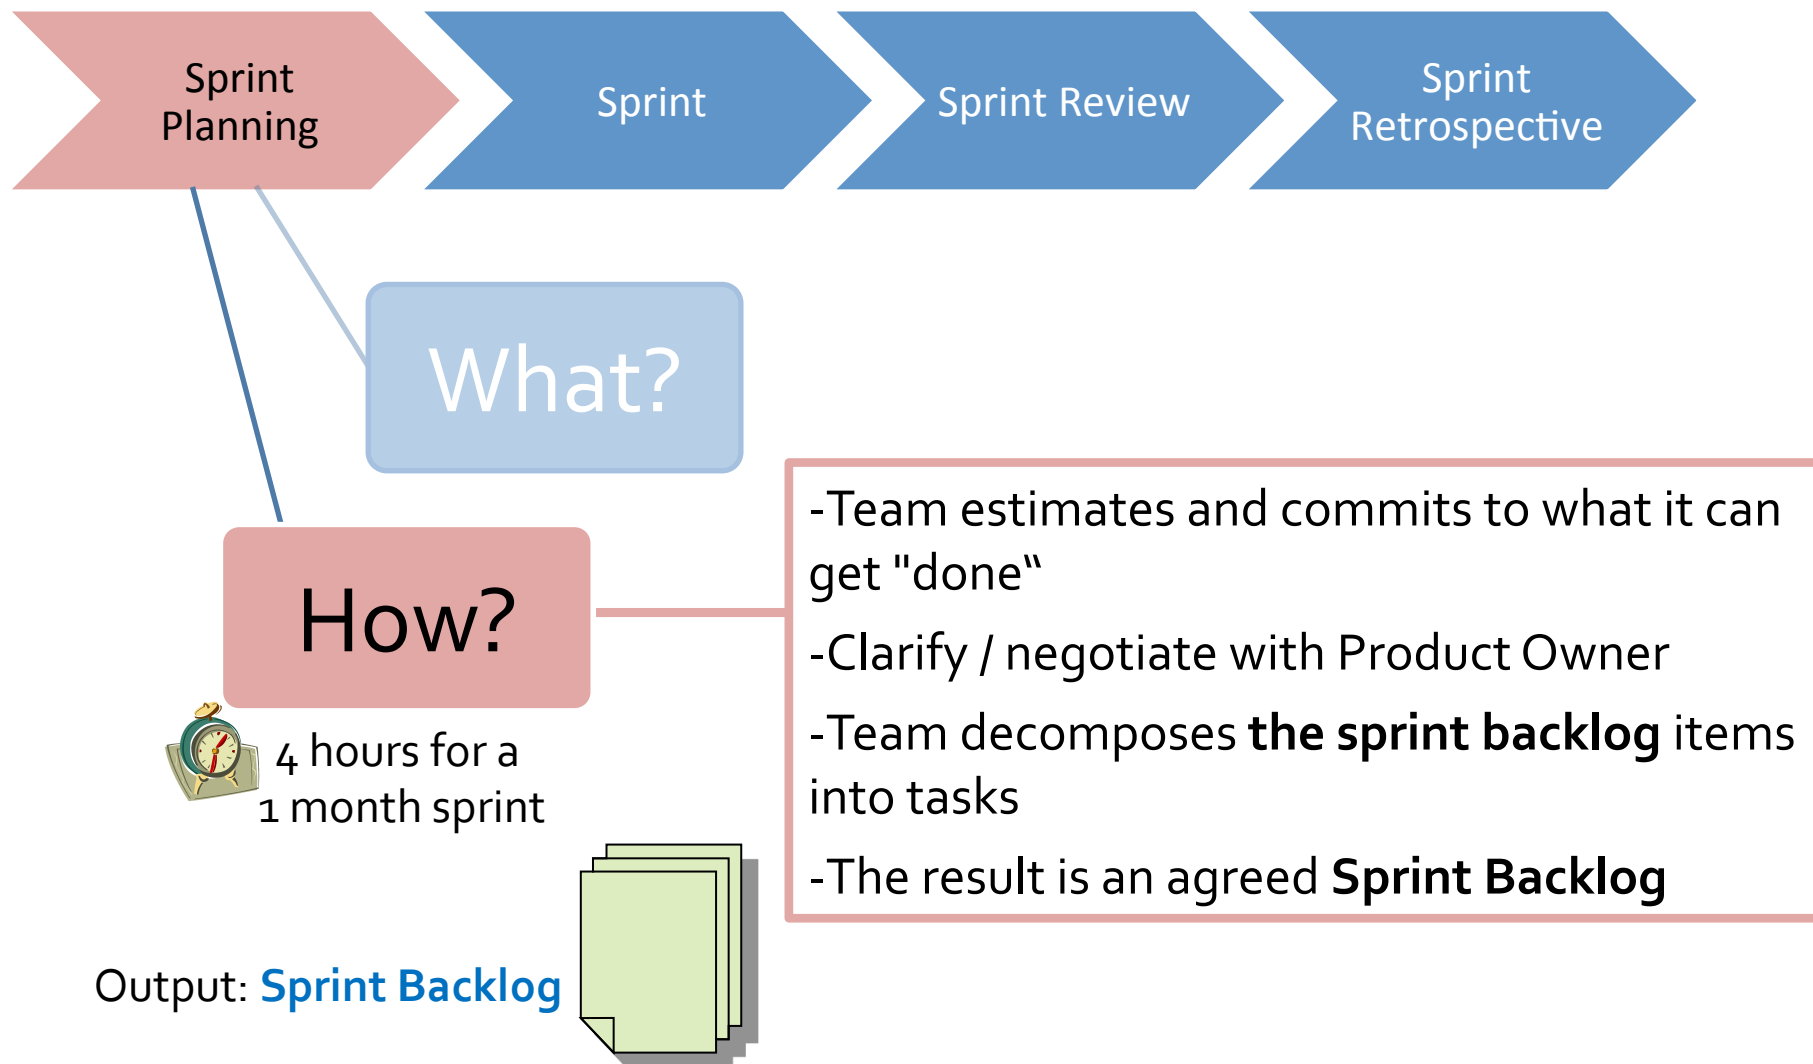 Sprint
Planning
Sprint
Sprint Review
Sprint
Retrospective
What?
How?
4 hours for a
1 month sprint
-Team estimates and commits to what it can
get "done“
-Clarify / negotiate with Product Owner
-Team decomposes the sprint backlog items
into tasks
-The result is an agreed Sprint Backlog
Output: Sprint Backlog